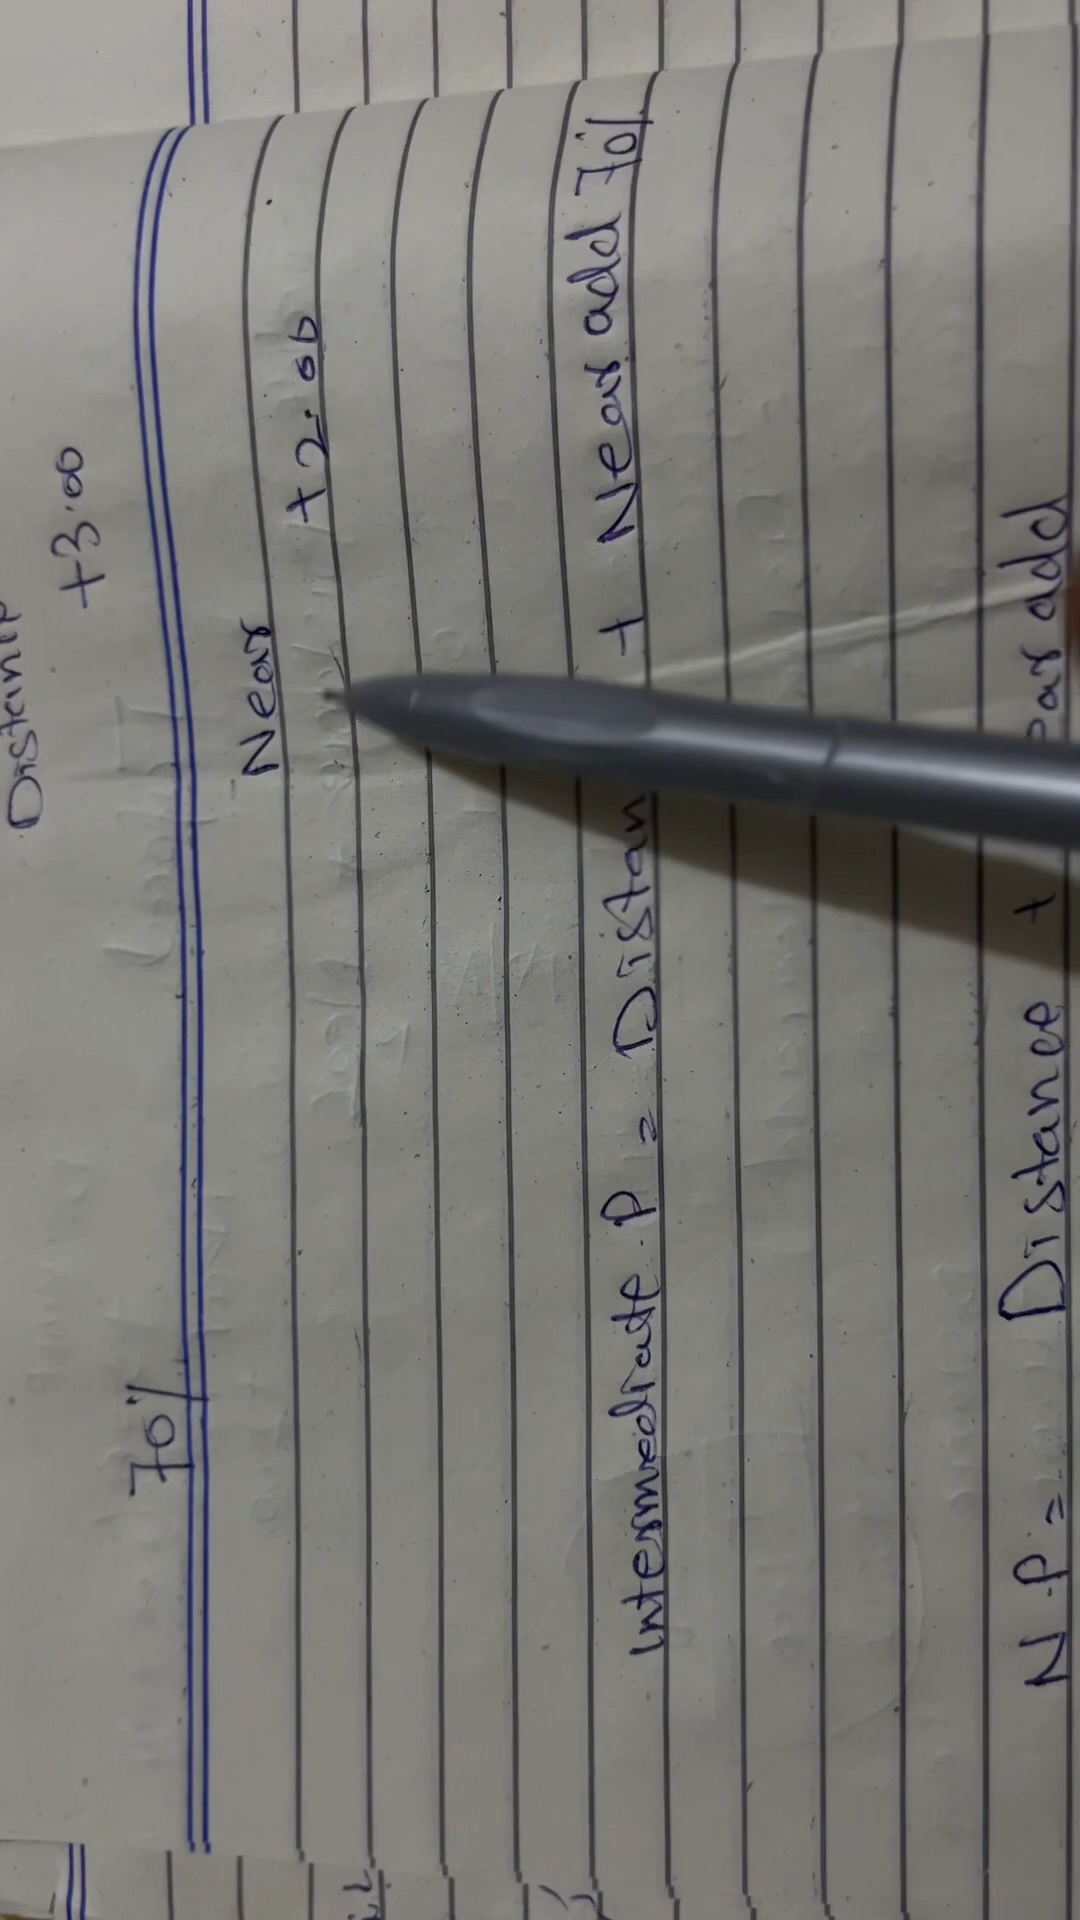 Distance
+3.00
70%
Near
+2.00
Intermediate P = Distan + Near add 70%
N.P = Distance + ear add